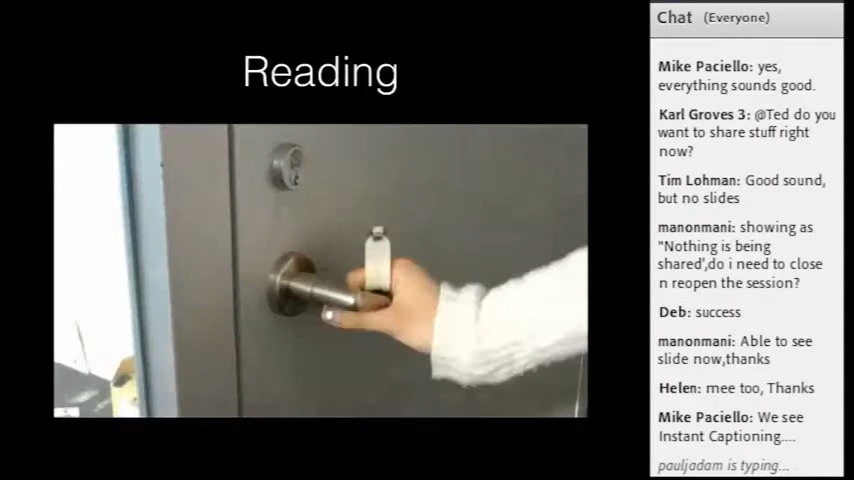 Reading
Chat (Everyone)
Mike Paciello: yes,
everything sounds good.
Karl Groves 3: @Ted do you
want to share stuff right
now?
Tim Lohman: Good sound,
but no slides
manonmani: showing as
"Nothing is being
shared',do i need to close
n reopen the session?
Deb: success
manonmani: Able to see
slide now,thanks
Helen: mee too, Thanks
Mike Paciello: We see
Instant Captioning....
pauljadam is typing...